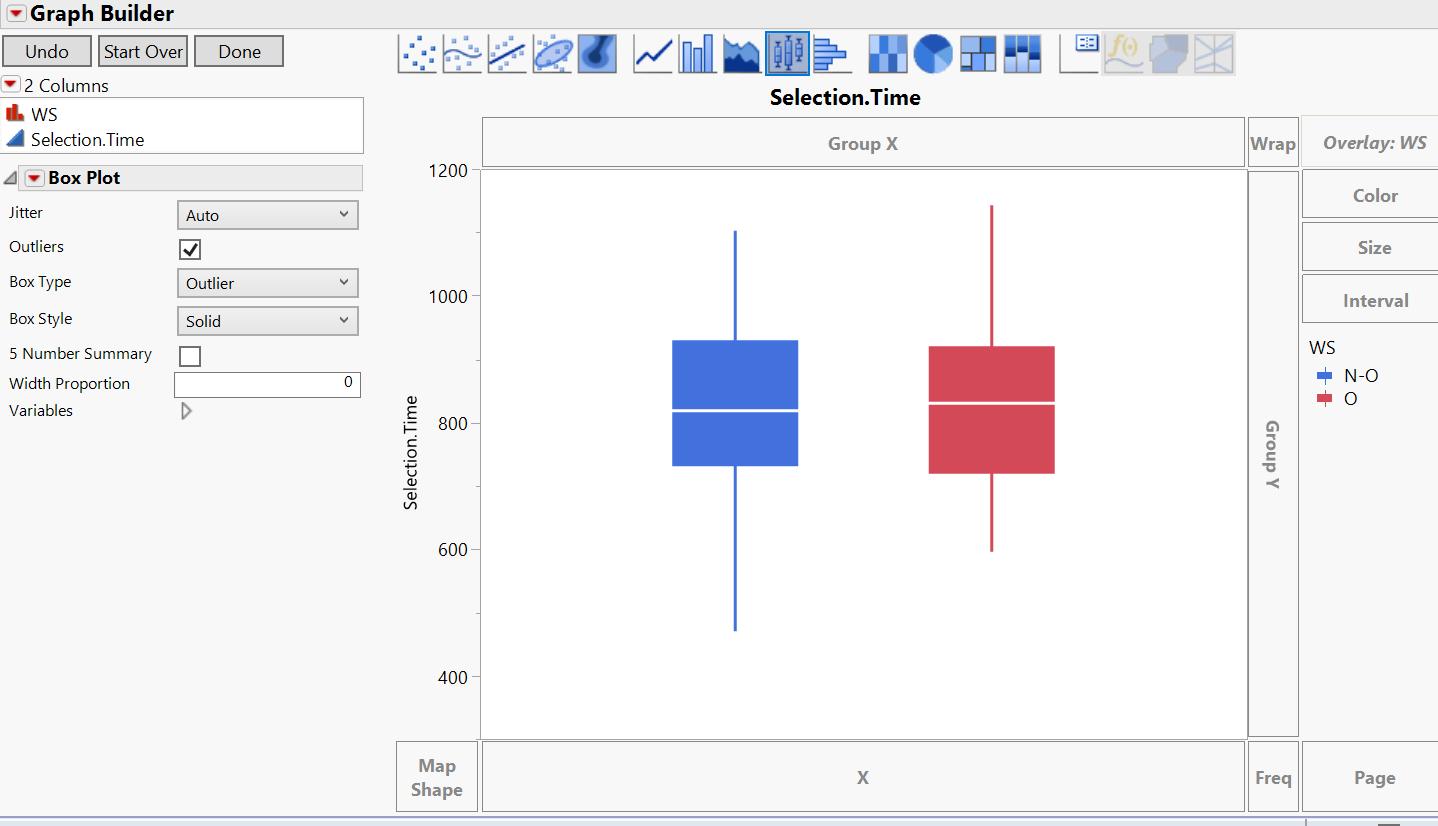 Graph Builder
Undo
Start Over
Done
2 Columns
WS
Selection.Time
Box Plot
Jitter
Auto
Outliers
Box Type
Outlier
Box Style
Solid
5 Number Summary
Width Proportion
0
Variables
f()
Selection.Time
Group X
Wrap
Overlay: WS
Color
Size
Interval
WS
N-O
O
1200
1000
800
600
400
Selection.Time
Group Y
Map
Shape
X
Freq
Page